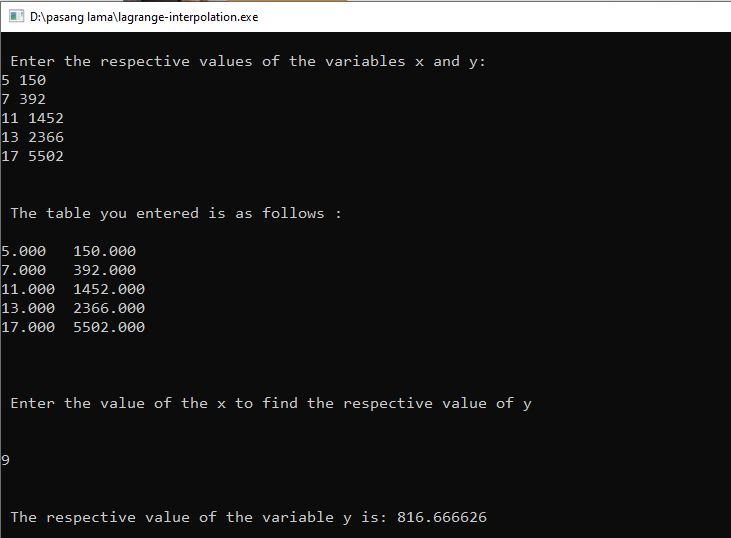 D:\pasang lama\lagrange-interpolation.exe
Enter the respective values of the variables x and y:
5 150
7 392
11 1452
13 2366
17 5502
The table you entered is as follows :
5.000 150.000
7.000 392.000
11.000 1452.000
13.000 2366.000
17.000 5502.000
Enter the value of the x to find the respective value of y
9
The respective value of the variable y is: 816.666626